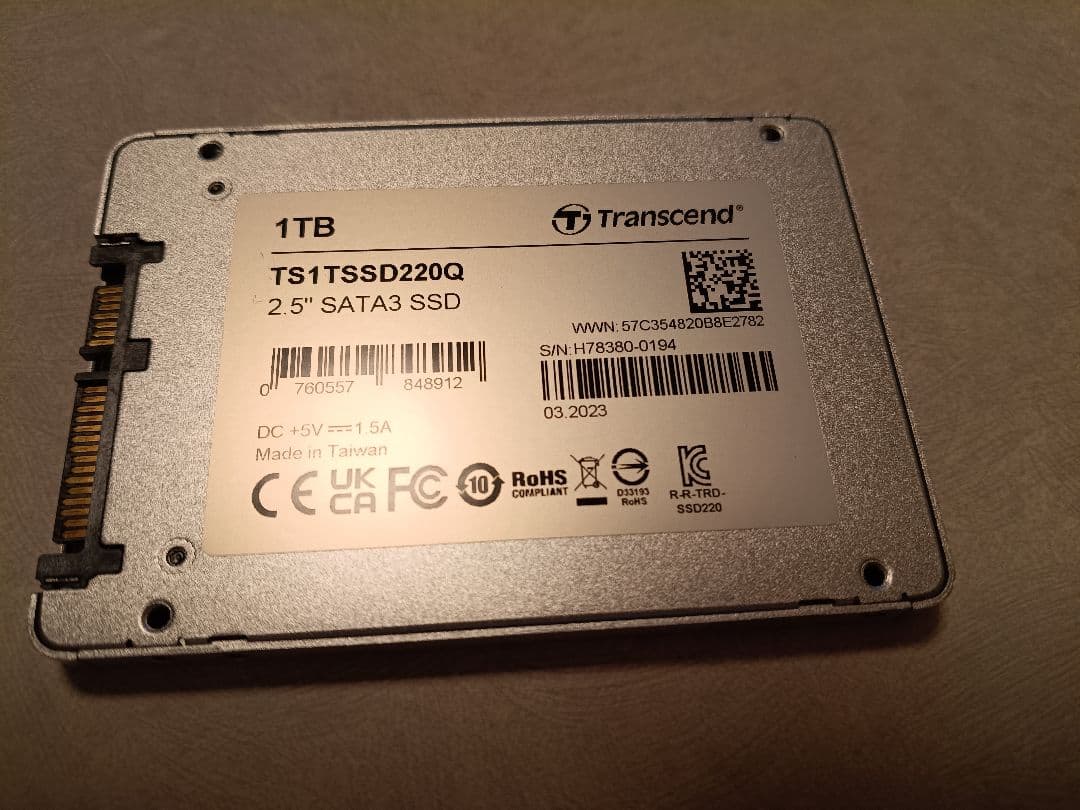 1TB
Transcend®
TS1TSSD220Q
2.5" SATA3 SSD
WWN: 57C354820B8E2782
S/N: H78380-0194
0 760557 848912
03.2023
DC +5V ⎓ 1.5A
Made in Taiwan
CE UK CA FC 10 RoHS COMPLIANT D33193 RoHS R-R-TRD-SSD220